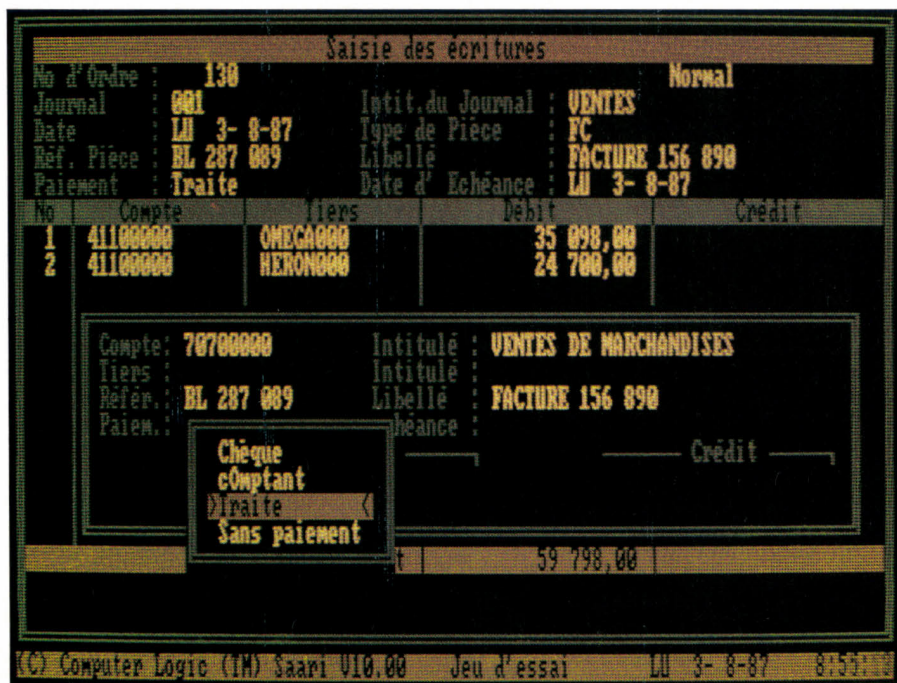 Saisie des écritures
No d'Ordre : 130 Normal
Journal : 001 Intit.du Journal : VENTES
Date : LU 3- 8-87 Type de Pièce : FC
Réf. Pièce : BL 287 089 Libellé : FACTURE 156 890
Paiement : Traite Date d' Echéance : LU 3- 8-87
No Compte Tiers Débit Crédit
1 41100000 OMEGA000 35 098,00
2 41100000 HERON000 24 700,00
Compte: 70700000 Intitulé : VENTES DE MARCHANDISES
Tiers : Intitulé :
Référ.: BL 287 089 Libellé : FACTURE 156 890
Paiem.: héance :
Chèque Crédit
cOmptant
>Traite <
Sans paiement
t 59 798,00
(C) Computer Logic (TM) Saari V10.00 Jeu d'essai LU 3- 8-87 8:53: